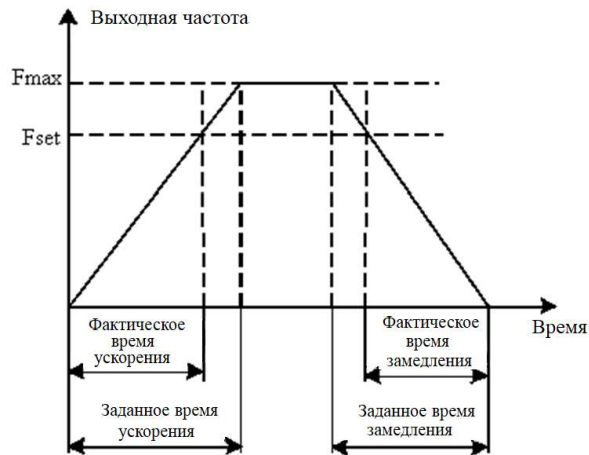 Выходная частота
Fmax
Fset
Время
Фактическое
время
ускорения
Фактическое
время
замедления
Заданное время
ускорения
Заданное время
замедления